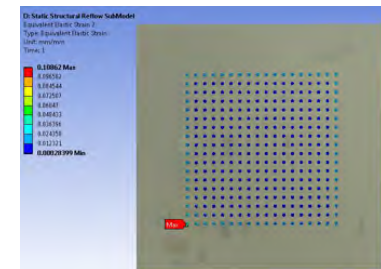 D: Static Structural Reflow SubModel
Equivalent Elastic Strain 2
Type: Equivalent Elastic Strain
Unit: mm/mm
Time: 1
0.10862 Max
0.096582
0.084544
0.072507
0.06047
0.048433
0.036396
0.024358
0.012321
0.00028399 Min
Max